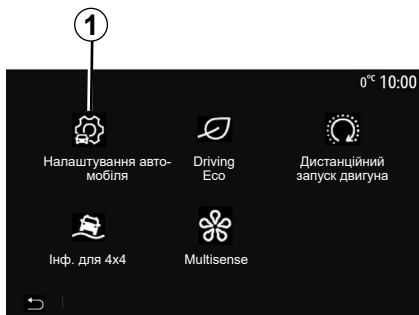 1
0°C 10:00
Налаштування авто-
мобіля
Driving
Eco
Дистанційний
запуск двигуна
Інф. для 4x4
Multisense